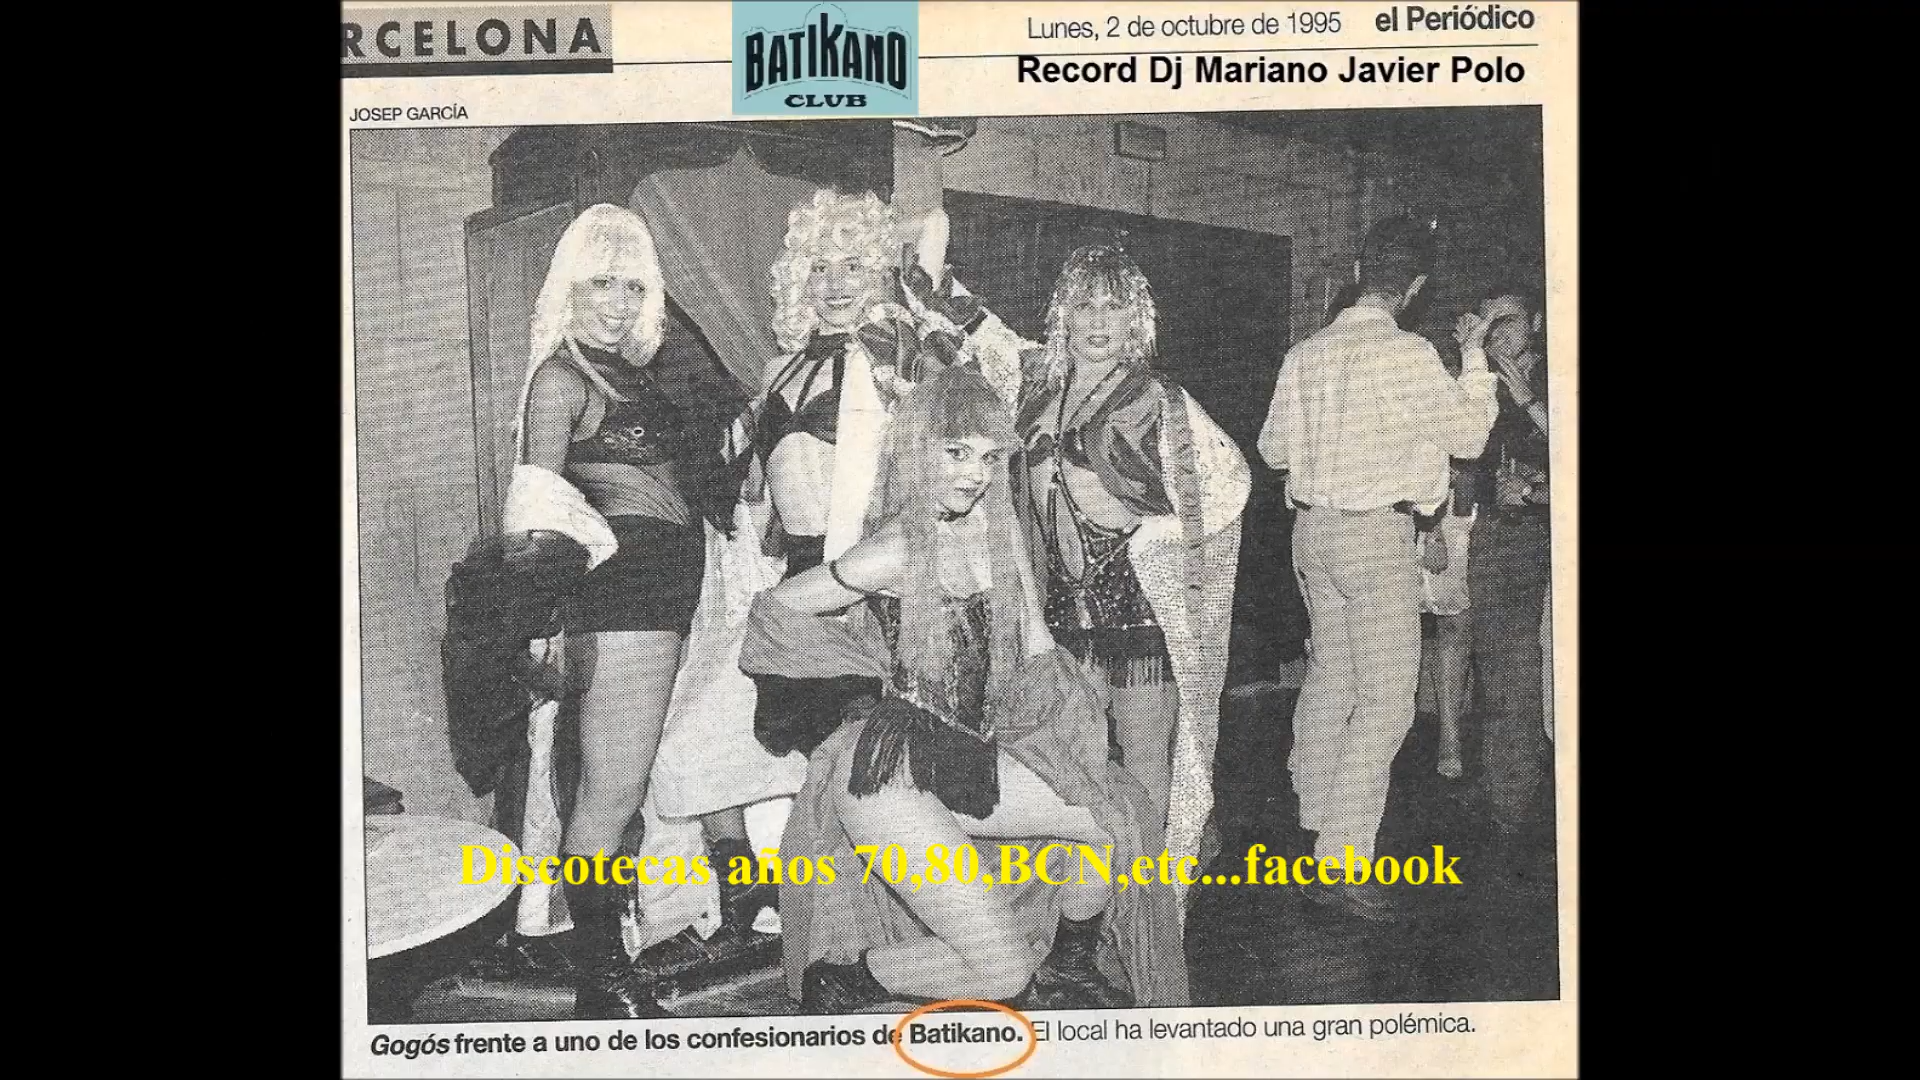 RCELONA
BATIKANO
CLUB
Lunes, 2 de octubre de 1995 el Periódico
Record Dj Mariano Javier Polo
JOSEP GARCÍA
Discotecas años 70,80,BCN,etc...facebook
Gogós frente a uno de los confesionarios de Batikano. El local ha levantado una gran polémica.